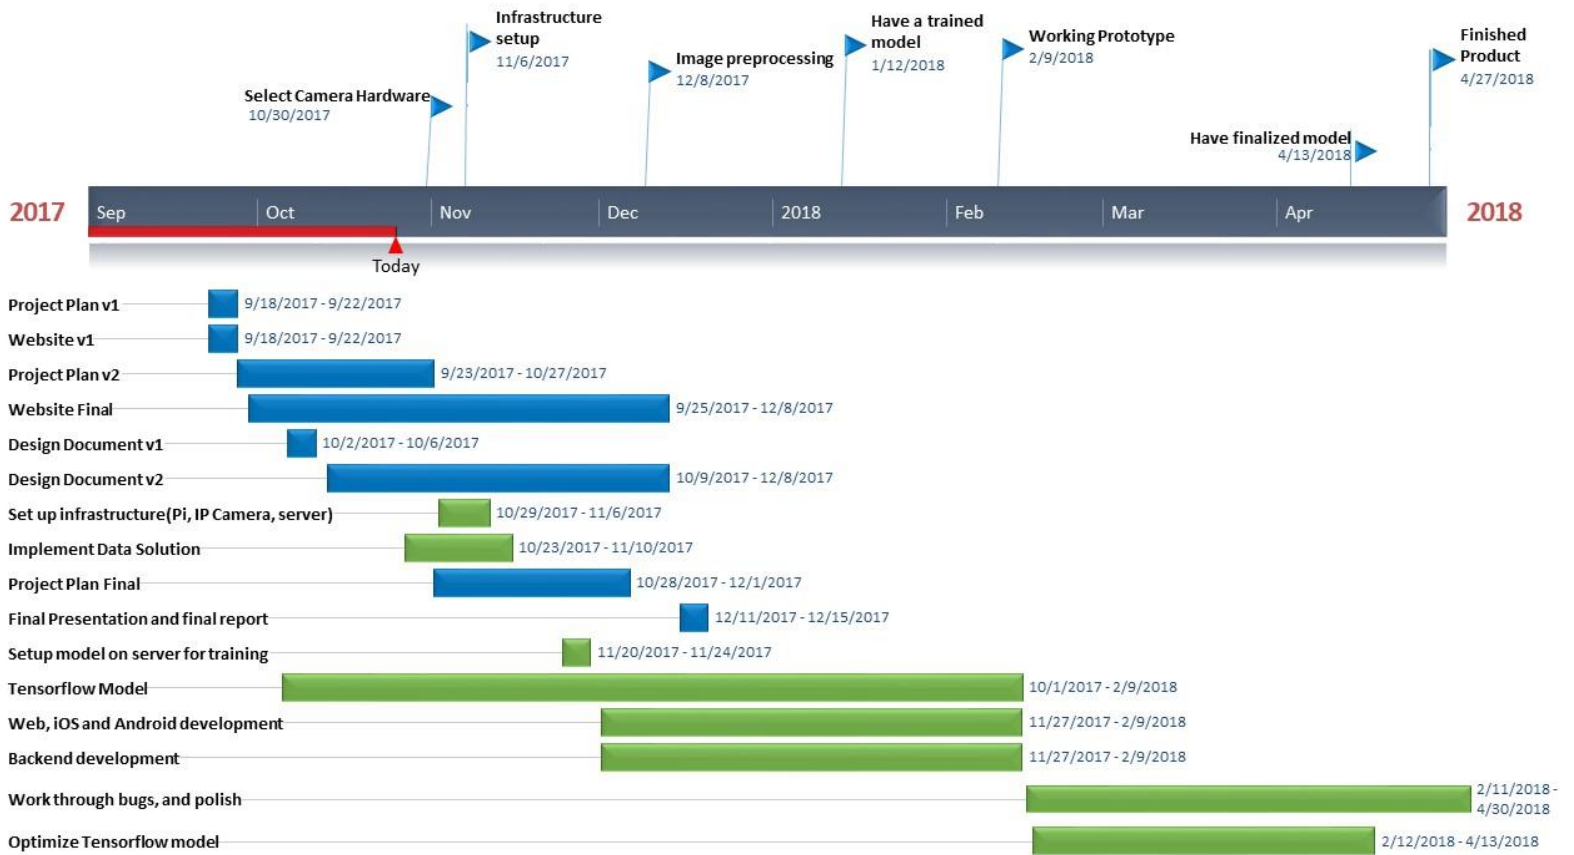 Infrastructure
setup
11/6/2017
Have a trained
model
1/12/2018
Working Prototype
2/9/2018
Finished
Product
4/27/2018
Image preprocessing
12/8/2017
Select Camera Hardware
10/30/2017
Have finalized model
4/13/2018
2017 Sep Oct Nov Dec 2018 Feb Mar Apr 2018
Today
Project Plan v1 9/18/2017 - 9/22/2017
Website v1 9/18/2017 - 9/22/2017
Project Plan v2 9/23/2017 - 10/27/2017
Website Final 9/25/2017 - 12/8/2017
Design Document v1 10/2/2017 - 10/6/2017
Design Document v2 10/9/2017 - 12/8/2017
Set up infrastructure(Pi, IP Camera, server) 10/29/2017 - 11/6/2017
Implement Data Solution 10/23/2017 - 11/10/2017
Project Plan Final 10/28/2017 - 12/1/2017
Final Presentation and final report 12/11/2017 - 12/15/2017
Setup model on server for training 11/20/2017 - 11/24/2017
Tensorflow Model 10/1/2017 - 2/9/2018
Web, iOS and Android development 11/27/2017 - 2/9/2018
Backend development 11/27/2017 - 2/9/2018
Work through bugs, and polish 2/11/2018 -
4/30/2018
Optimize Tensorflow model 2/12/2018 - 4/13/2018